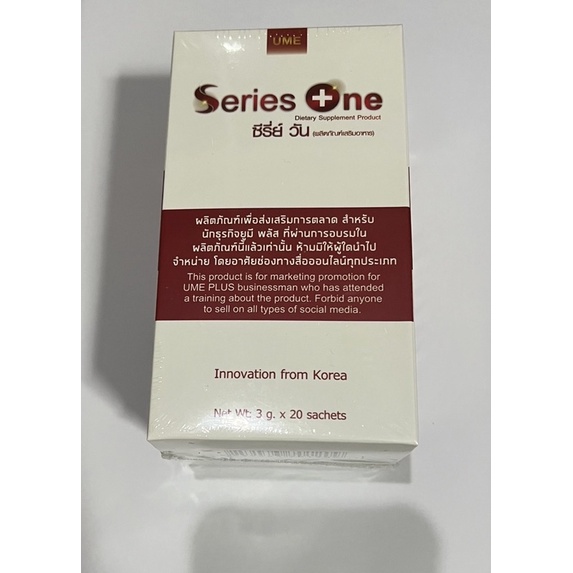 UME
Series One
Dietary Supplement Product
ซีรี่ย์ วัน (ผลิตภัณฑ์เสริมอาหาร)
ผลิตภัณฑ์เพื่อส่งเสริมการตลาด สำหรับ
นักธุรกิจยูมี พลัส ที่ผ่านการอบรมใน
ผลิตภัณฑ์นี้แล้วเท่านั้น ห้ามมิให้ผู้ใดนำไป
จำหน่าย โดยอาศัยช่องทางสื่อออนไลน์ทุกประเภท
This product is for marketing promotion for
UME PLUS businessman who has attended
a training about the product. Forbid anyone
to sell on all types of social media.
Innovation from Korea
Net Wt: 3 g. x 20 sachets